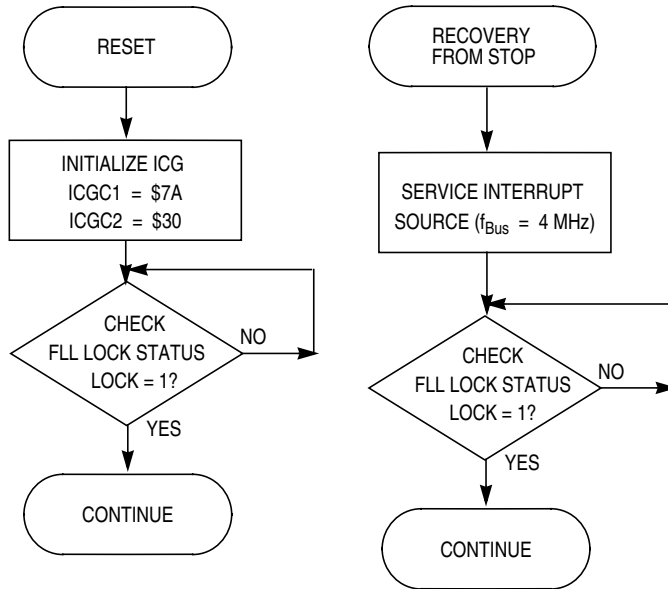 RESET
INITIALIZE ICG
ICGC1 = $7A
ICGC2 = $30
CHECK
FLL LOCK STATUS
LOCK = 1?
NO
YES
CONTINUE
RECOVERY
FROM STOP
SERVICE INTERRUPT
SOURCE (fBus = 4 MHz)
CHECK
FLL LOCK STATUS
LOCK = 1?
NO
YES
CONTINUE